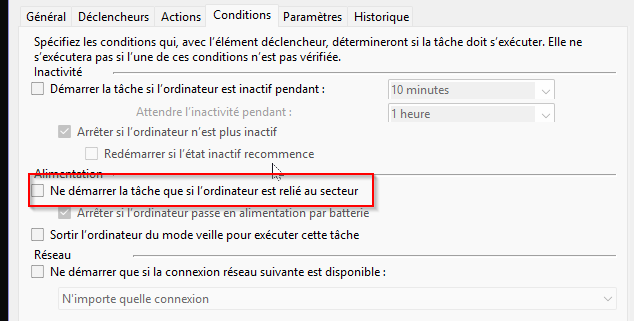 Général Déclencheurs Actions Conditions Paramètres Historique
Spécifiez les conditions qui, avec l'élément déclencheur, détermineront si la tâche doit s'exécuter. Elle ne
s'exécutera pas si l'une de ces conditions n'est pas vérifiée.
Inactivité
Démarrer la tâche si l'ordinateur est inactif pendant : 10 minutes
Attendre l'inactivité pendant : 1 heure
Arrêter si l'ordinateur n'est plus inactif
Redémarrer si l'état inactif recommence
Alimentation
Ne démarrer la tâche que si l'ordinateur est relié au secteur
Arrêter si l'ordinateur passe en alimentation par batterie
Sortir l'ordinateur du mode veille pour exécuter cette tâche
Réseau
Ne démarrer que si la connexion réseau suivante est disponible :
N'importe quelle connexion